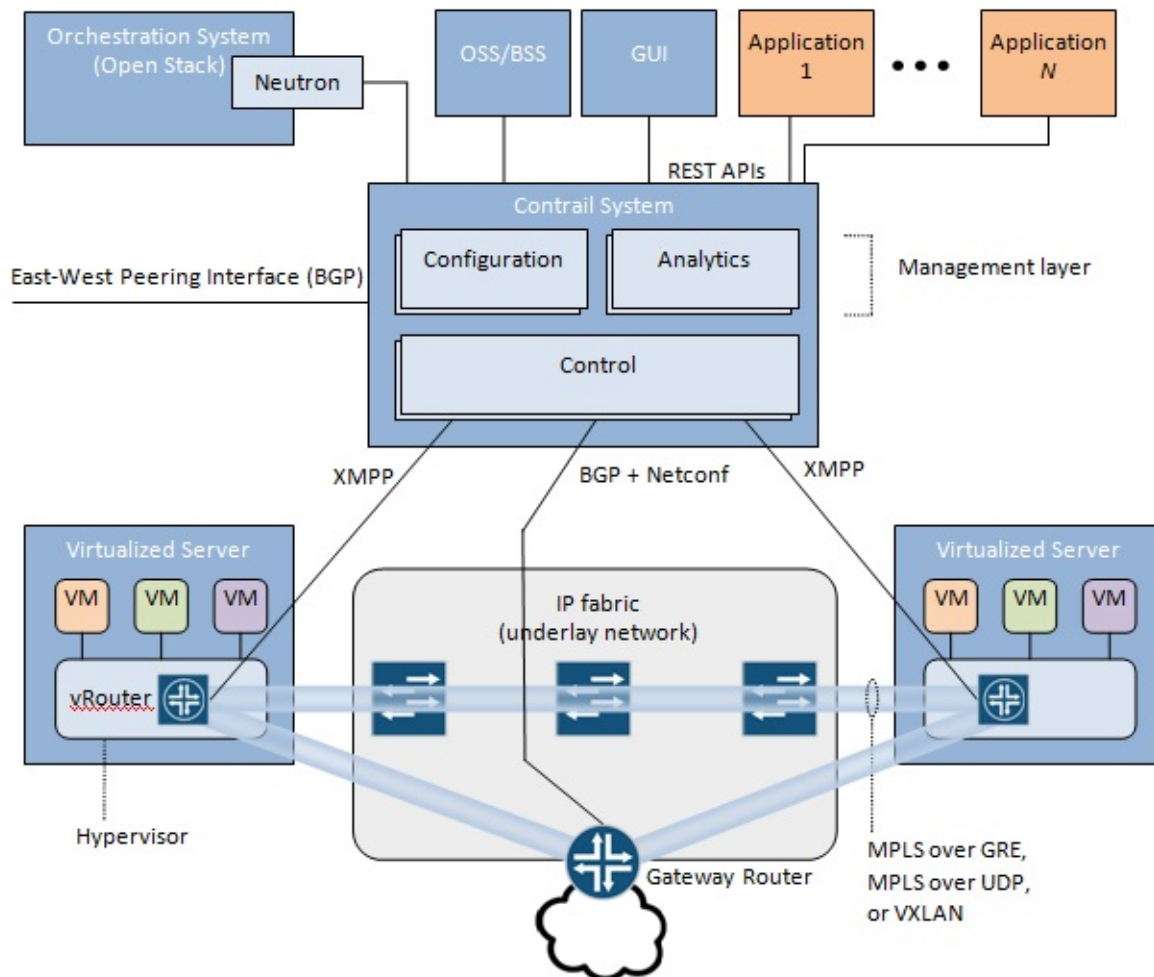 Orchestration System
(Open Stack)
Neutron
OSS/BSS
GUI
Application
1
Application
N
REST APIs
Contrail System
Configuration
Analytics
Management layer
East-West Peering Interface (BGP)
Control
XMPP
BGP + Netconf
XMPP
Virtualized Server
VM
VM
VM
vRouter
Hypervisor
IP fabric
(underlay network)
Virtualized Server
VM
VM
VM
Gateway Router
MPLS over GRE,
MPLS over UDP,
or VXLAN